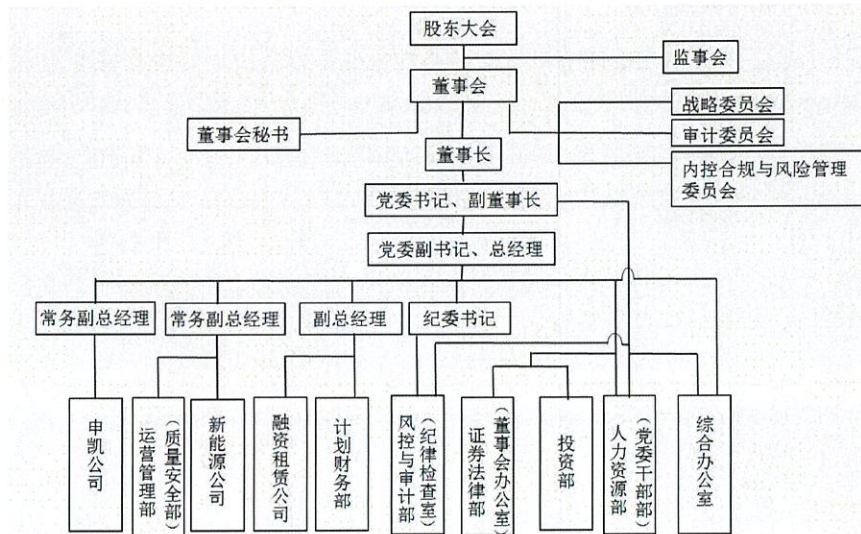 股东大会
监事会
董事会
战略委员会
董事会秘书
审计委员会
董事长
内控合规与风险管理
委员会
党委书记、副董事长
党委副书记、总经理
常务副总经理
常务副总经理
副总经理
纪委书记
申凯公司
运营管理部
（质量安全部）
新能源公司
融资租赁公司
计划财务部
风控与审计部
（纪律检查室）
证券法律部
（董事会办公室）
投资部
人力资源部
（党委干部部）
综合办公室